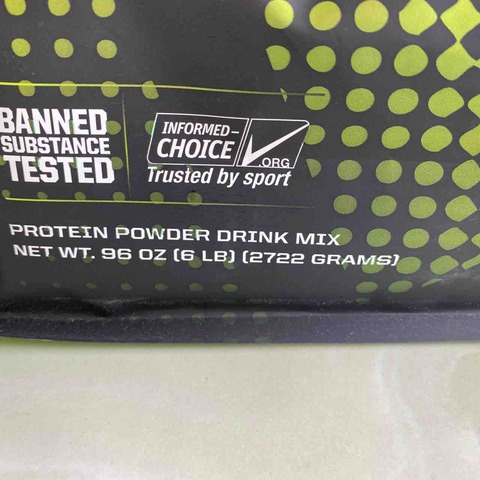 BANNED
SUBSTANCE
TESTED
INFORMED-
CHOICE
.ORG
Trusted by sport
PROTEIN POWDER DRINK MIX
NET WT. 96 OZ (6 LB) (2722 GRAMS)